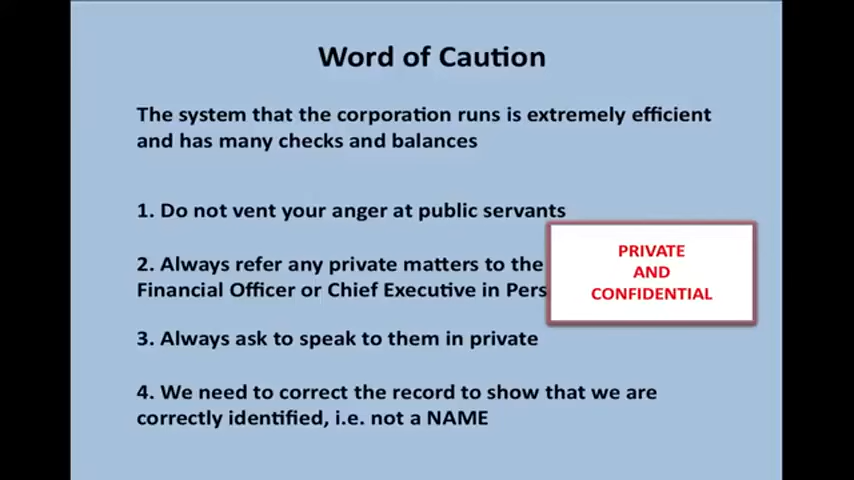 Word of Caution
The system that the corporation runs is extremely efficient
and has many checks and balances
1. Do not vent your anger at public servants
2. Always refer any private matters to the
Financial Officer or Chief Executive in Pers
3. Always ask to speak to them in private
4. We need to correct the record to show that we are
correctly identified, i.e. not a NAME
PRIVATE
AND
CONFIDENTIAL